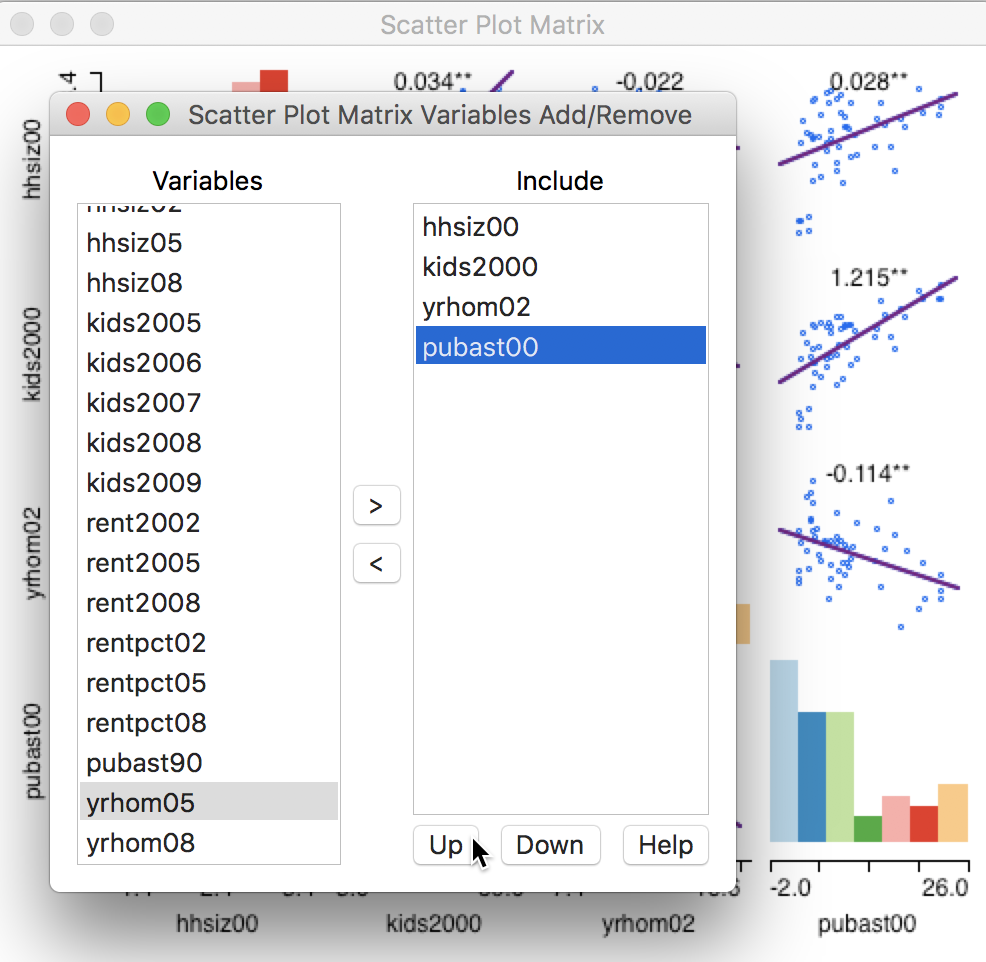 Scatter Plot Matrix
.4
0.034**
-0.022
0.028**
Scatter Plot Matrix Variables Add/Remove
hhsiz00
Variables
Include
hhsiz02
hhsiz05
hhsiz08
kids2005
kids2006
kids2007
kids2008
kids2009
rent2002
rent2005
rent2008
rentpct02
rentpct05
rentpct08
pubast90
yrhom05
yrhom08
hhsiz00
kids2000
yrhom02
pubast00
>
<
Up
Down
Help
kids2000
1.215**
yrhom02
-0.114**
pubast00
-2.0
26.0
hhsiz00
kids2000
yrhom02
pubast00